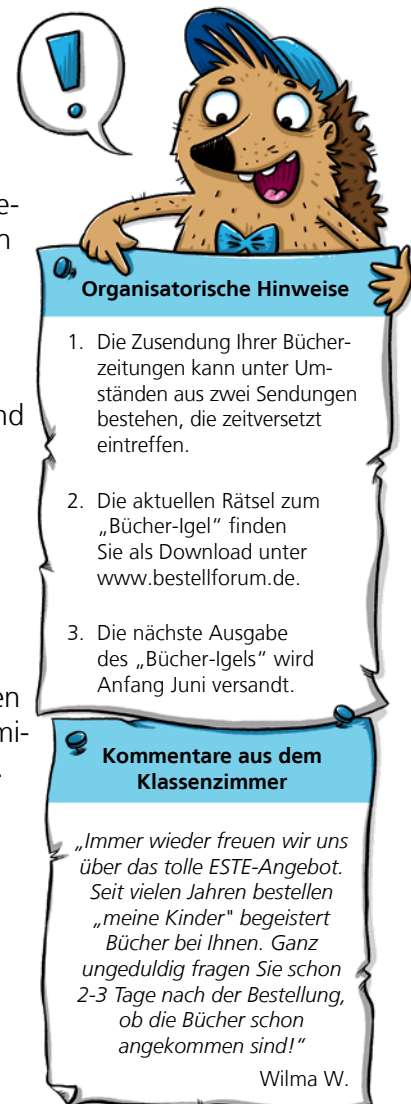 !
e-
n
nd
en
mi-
.
Organisatorische Hinweise
1. Die Zusendung Ihrer Bücher-
zeitungen kann unter Um-
ständen aus zwei Sendungen
bestehen, die zeitversetzt
eintreffen.
2. Die aktuellen Rätsel zum
„Bücher-Igel“ finden
Sie als Download unter
www.bestellforum.de.
3. Die nächste Ausgabe
des „Bücher-Igels“ wird
Anfang Juni versandt.
Kommentare aus dem
Klassenzimmer
„Immer wieder freuen wir uns
über das tolle ESTE-Angebot.
Seit vielen Jahren bestellen
„meine Kinder" begeistert
Bücher bei Ihnen. Ganz
ungeduldig fragen Sie schon
2-3 Tage nach der Bestellung,
ob die Bücher schon
angekommen sind!“
Wilma W.